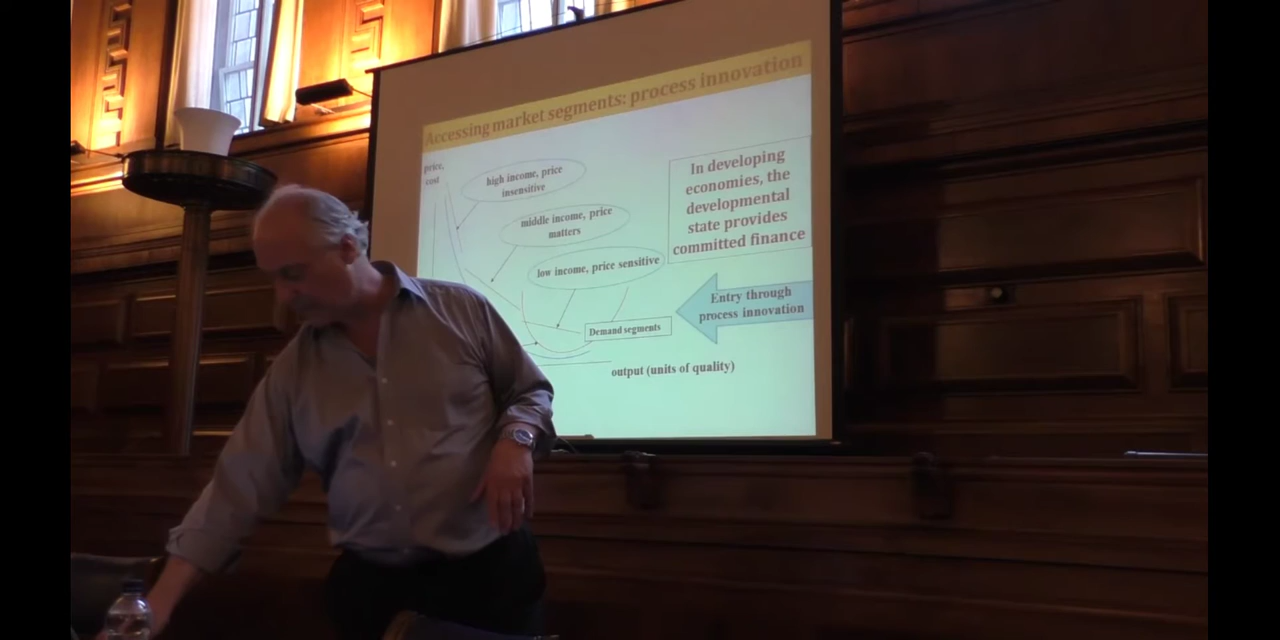 Accessing market segments: process innovation
price,
cost
high income, price
insensitive
middle income, price
matters
low income, price sensitive
Demand segments
output (units of quality)
In developing
economies, the
developmental
state provides
committed finance
Entry through
process innovation